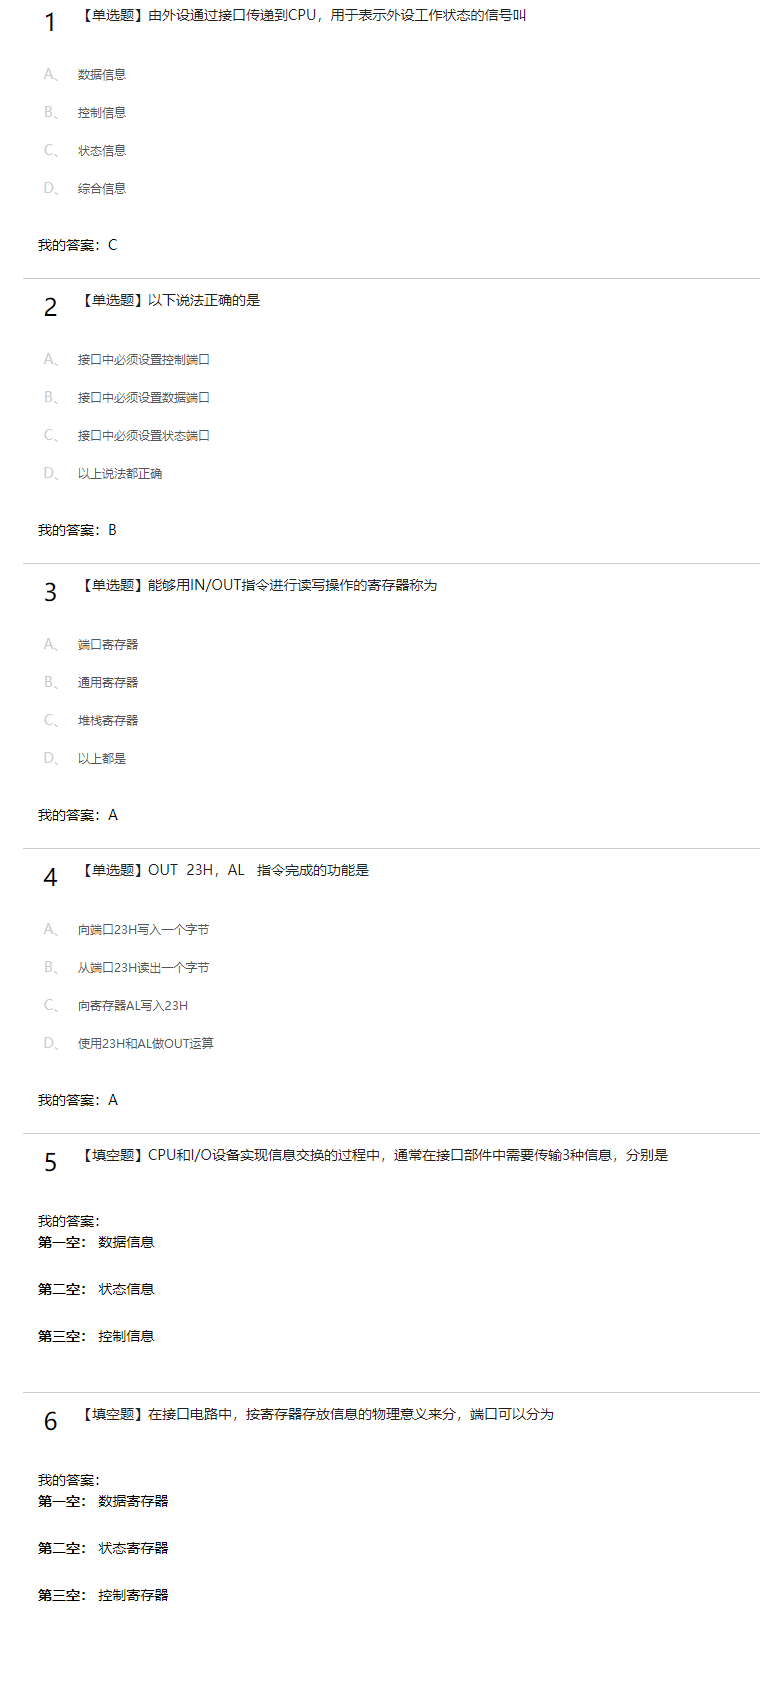 1
【单选题】由外设通过接口传递到CPU，用于表示外设工作状态的信号叫
A、 数据信息
B、 控制信息
C、 状态信息
D、 综合信息
我的答案：C
2
【单选题】以下说法正确的是
A、 接口中必须设置控制端口
B、 接口中必须设置数据端口
C、 接口中必须设置状态端口
D、 以上说法都正确
我的答案：B
3
【单选题】能够用IN/OUT指令进行读写操作的寄存器称为
A、 端口寄存器
B、 通用寄存器
C、 堆栈寄存器
D、 以上都是
我的答案：A
4
【单选题】OUT 23H，AL 指令完成的功能是
A、 向端口23H写入一个字节
B、 从端口23H读出一个字节
C、 向寄存器AL写入23H
D、 使用23H和AL做OUT运算
我的答案：A
5
【填空题】CPU和I/O设备实现信息交换的过程中，通常在接口部件中需要传输3种信息，分别是
我的答案：
第一空： 数据信息
第二空： 状态信息
第三空： 控制信息
6
【填空题】在接口电路中，按寄存器存放信息的物理意义来分，端口可以分为
我的答案：
第一空： 数据寄存器
第二空： 状态寄存器
第三空： 控制寄存器